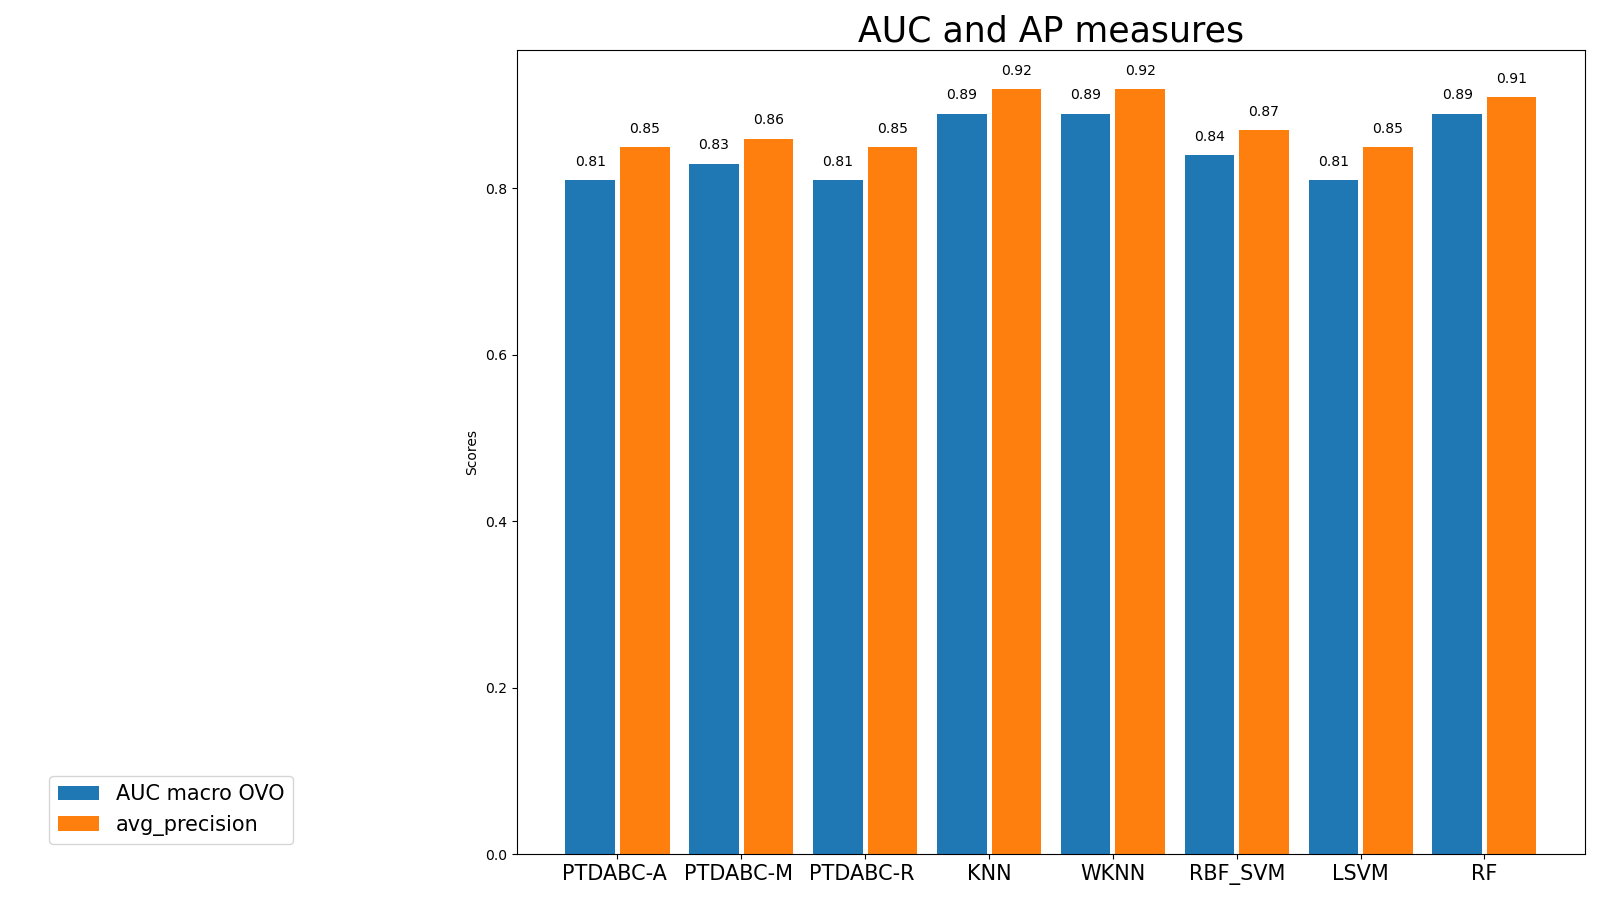 AUC and AP measures
0.92 0.92
0.91
0.89 0.89 0.89
0.87
0.86
0.85 0.85 0.85
0.84
0.83
0.81 0.81 0.81
0.8
0.6
Scores
0.4
0.2
0.0
AUC macro OVO
avg_precision
PTDABC-A PTDABC-M PTDABC-R KNN WKNN RBF_SVM LSVM RF